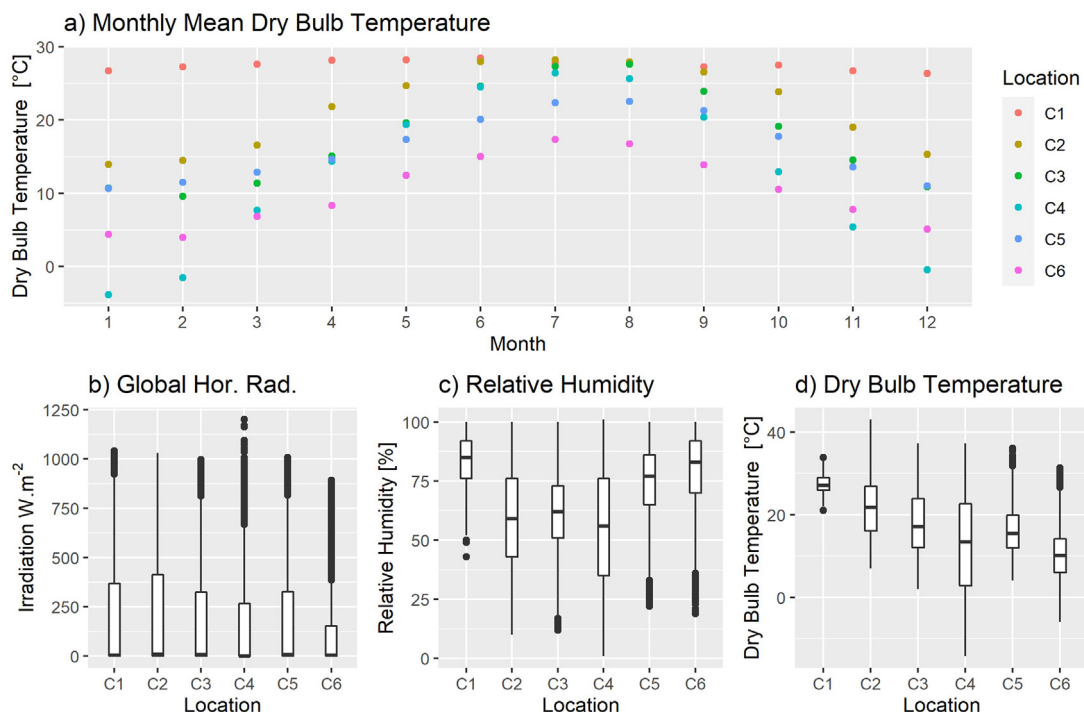 a) Monthly Mean Dry Bulb Temperature
Dry Bulb Temperature [°C]
30
20
10
0
1 2 3 4 5 6 7 8 9 10 11 12
Month
Location
C1
C2
C3
C4
C5
C6
b) Global Hor. Rad.
Irradiation W.m-2
1250
1000
750
500
250
0
C1 C2 C3 C4 C5 C6
Location
c) Relative Humidity
Relative Humidity [%]
100
75
50
25
0
C1 C2 C3 C4 C5 C6
Location
d) Dry Bulb Temperature
Dry Bulb Temperature [°C]
40
20
0
C1 C2 C3 C4 C5 C6
Location